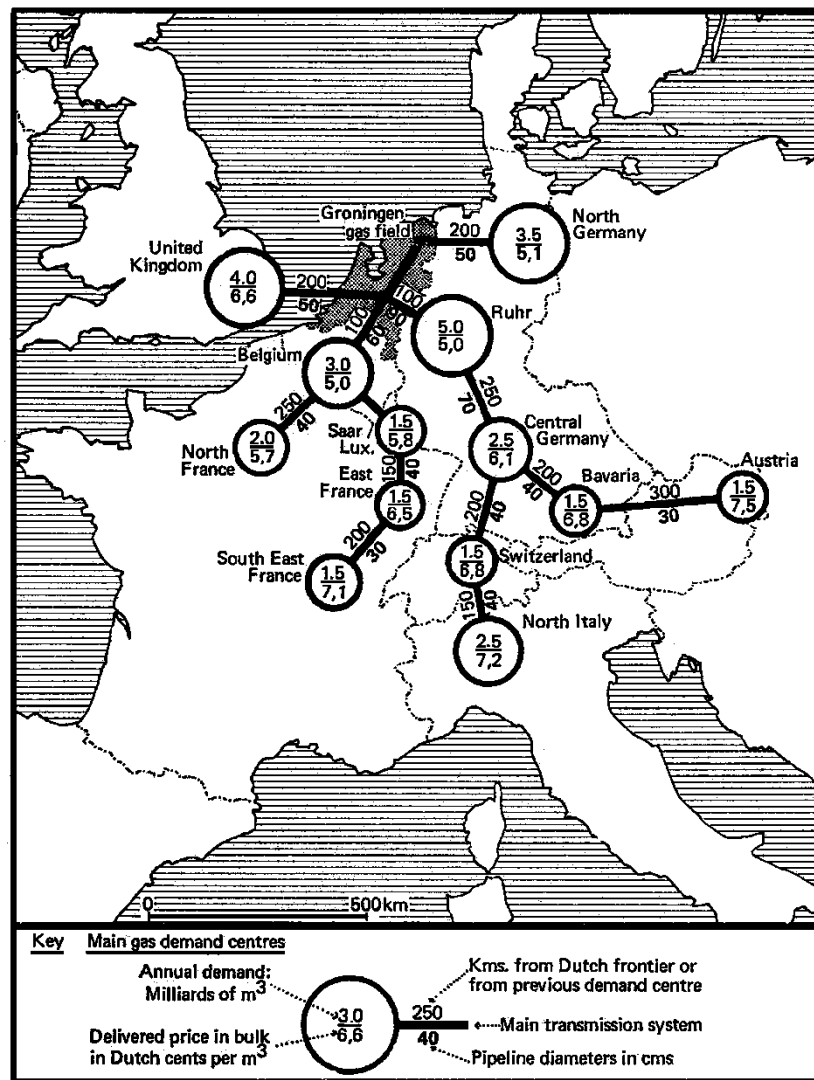 Groningen
gas field
200
50
North
Germany
3.5
5,1
United
Kingdom
4.0
6,6
200
50
100
90
Ruhr
5.0
5,0
100
60
Belgium
3.0
5,0
250
70
250
40
North
France
2.0
5,7
Saar
Lux.
1.5
5,8
Central
Germany
2.5
6,1
150
40
East
France
1.5
6,5
200
40
Bavaria
1.5
6,8
300
30
Austria
1.5
7,5
200
30
South East
France
1.5
7,1
200
40
Switzerland
1.5
6,8
150
40
North Italy
2.5
7,2
0
500km
Key Main gas demand centres
Annual demand:
Milliards of m3
Delivered price in bulk
in Dutch cents per m3
3.0
6,6
250
40
Kms. from Dutch frontier or
from previous demand centre
Main transmission system
Pipeline diameters in cms